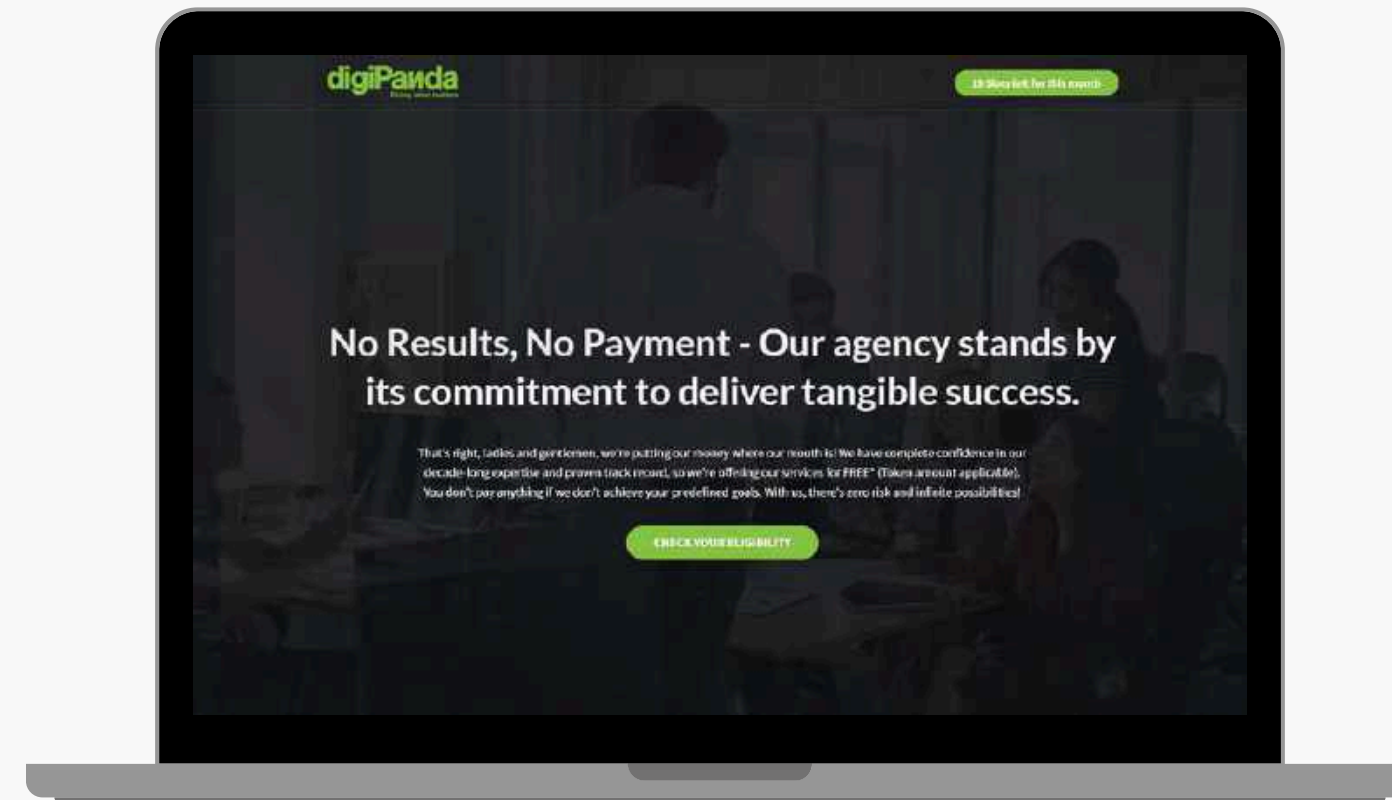 digiPanda
for this month
No Results, No Payment - Our agency stands by
its commitment to deliver tangible success.
That's right, ladies and gentlemen, we're putting our money where our mouth is! We have complete confidence in our
decade-long expertise and proven track record, so we're offering our services for FREE* (Token amount applicable).
You don't pay anything if we don't achieve your predefined goals. With us, there's zero risk and infinite possibilities!
CHECK YOUR ELIGIBILITY